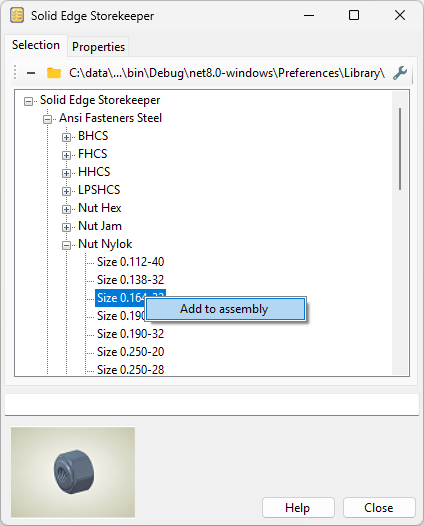 Solid Edge Storekeeper
Selection Properties
C:\data\...\bin\Debug\net8.0-windows\Preferences\Library\
Solid Edge Storekeeper
Ansi Fasteners Steel
BHCS
FHCS
HHCS
LPSHCS
Nut Hex
Nut Jam
Nut Nylok
Size 0.112-40
Size 0.138-32
Size 0.164-32
Add to assembly
Size 0.190
Size 0.190-32
Size 0.250-20
Size 0.250-28
Help Close